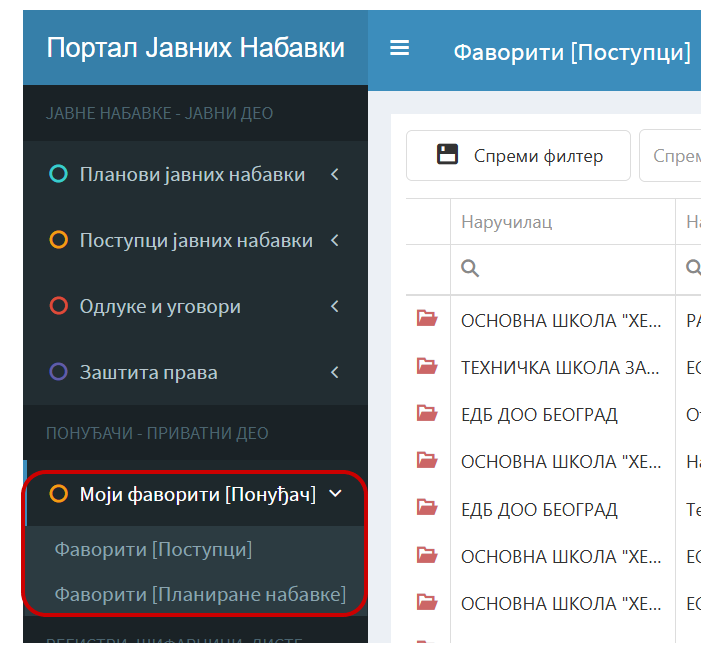 Портал Јавних Набавки
Фаворити [Поступци]
ЈАВНЕ НАБАВКЕ - ЈАВНИ ДЕО
Планови јавних набавки
Поступци јавних набавки
Одлуке и уговори
Заштита права
ПОНУЂАЧИ - ПРИВАТНИ ДЕО
Моји фаворити [Понуђач]
Фаворити [Поступци]
Фаворити [Планиране набавке]
Спреми филтер
Наручилац
ОСНОВНА ШКОЛА "ХЕ...
ТЕХНИЧКА ШКОЛА ЗА...
ЕДБ ДОО БЕОГРАД
ОСНОВНА ШКОЛА "ХЕ...
ЕДБ ДОО БЕОГРАД
ОСНОВНА ШКОЛА "ХЕ...
ОСНОВНА ШКОЛА "ХЕ...